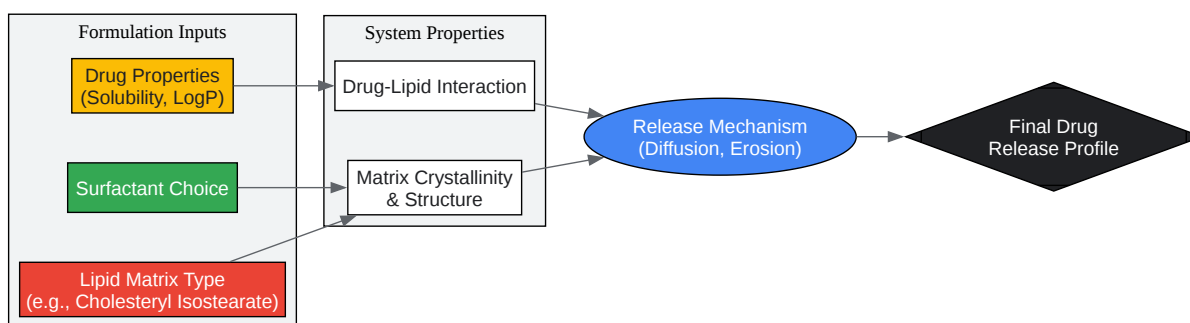 Formulation Inputs
Drug Properties
(Solubility, LogP)
Surfactant Choice
Lipid Matrix Type
(e.g., Cholesteryl Isostearate)
System Properties
Drug-Lipid Interaction
Matrix Crystallinity
& Structure
Release Mechanism
(Diffusion, Erosion)
Final Drug
Release Profile